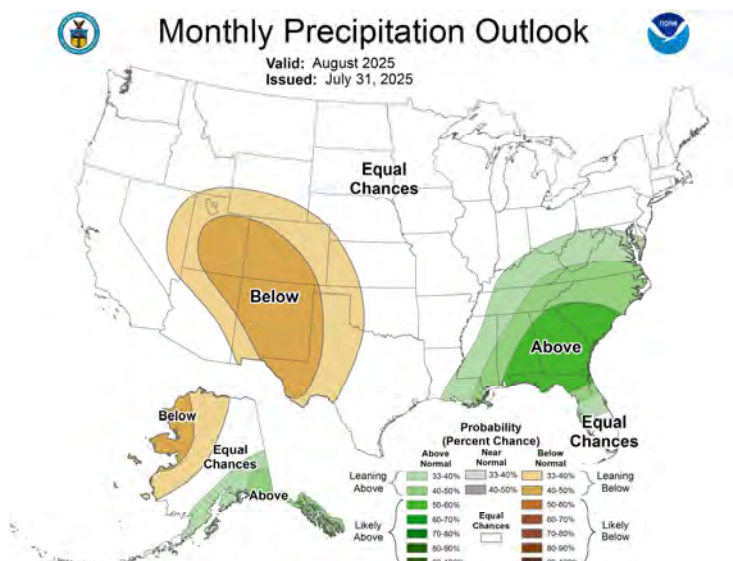 Monthly Precipitation Outlook
Valid: August 2025
Issued: July 31, 2025
Equal
Chances
Below
Above
Equal
Chances
Below
Equal
Chances
Above
Probability
(Percent Chance)
Above
Normal
Near
Normal
Below
Normal
Leaning
Above
33-40%
33-40%
33-40%
Leaning
Below
40-50%
40-50%
40-50%
Likely
Above
50-60%
60-70%
70-80%
80-90%
Equal
Chances
50-60%
60-70%
70-80%
80-90%
Likely
Below